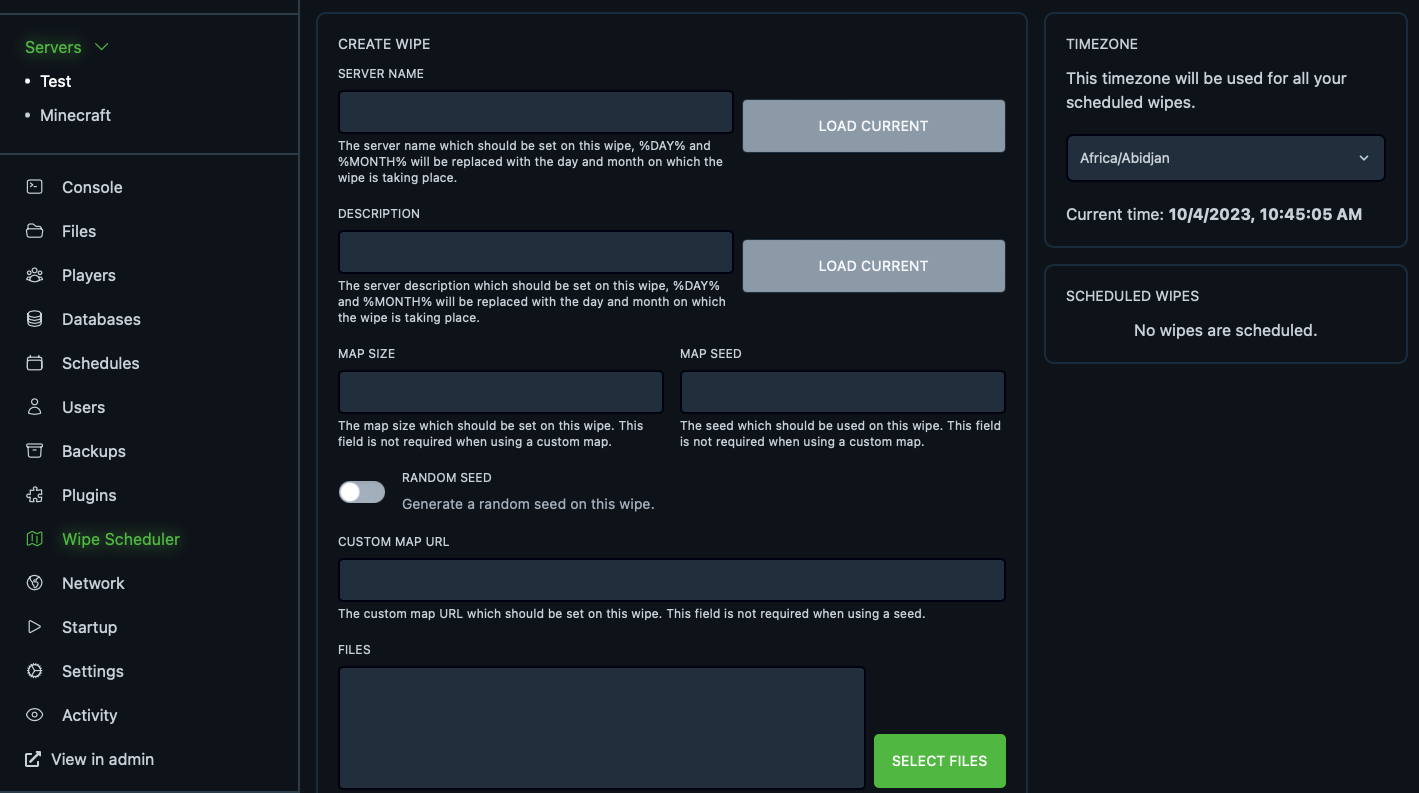 Servers
• Test
• Minecraft
Console
Files
Players
Databases
Schedules
Users
Backups
Plugins
Wipe Scheduler
Network
Startup
Settings
Activity
View in admin
CREATE WIPE
SERVER NAME
LOAD CURRENT
The server name which should be set on this wipe, %DAY% and
%MONTH% will be replaced with the day and month on which the
wipe is taking place.
DESCRIPTION
LOAD CURRENT
The server description which should be set on this wipe, %DAY%
and %MONTH% will be replaced with the day and month on which
the wipe is taking place.
MAP SIZE
The map size which should be set on this wipe. This
field is not required when using a custom map.
MAP SEED
The seed which should be used on this wipe. This field
is not required when using a custom map.
RANDOM SEED
Generate a random seed on this wipe.
CUSTOM MAP URL
The custom map URL which should be set on this wipe. This field is not required when using a seed.
FILES
SELECT FILES
TIMEZONE
This timezone will be used for all your
scheduled wipes.
Africa/Abidjan
Current time: 10/4/2023, 10:45:05 AM
SCHEDULED WIPES
No wipes are scheduled.